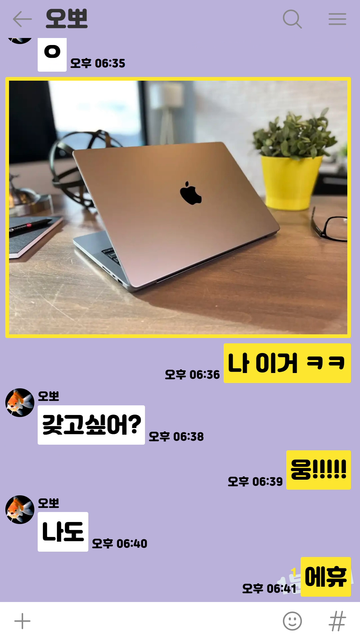 오뽀
ㅇ
오후 06:35
오후 06:36 나 이거 ㅋㅋ
오뽀
갖고싶어? 오후 06:38
오후 06:39 웅!!!!!
오뽀
나도 오후 06:40
오후 06:41 에휴
#